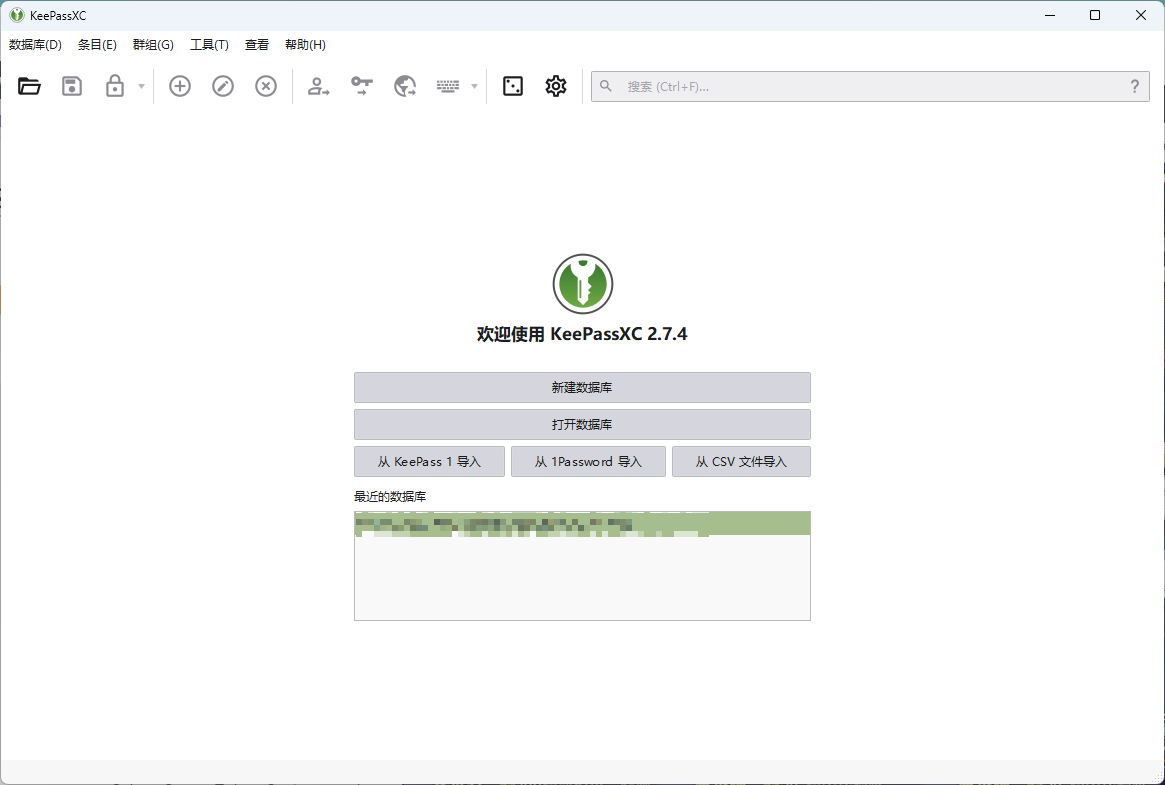 KeePassXC
数据库(D) 条目(E) 群组(G) 工具(T) 查看 帮助(H)
搜索 (Ctrl+F)... ?
欢迎使用 KeePassXC 2.7.4
新建数据库
打开数据库
从 KeePass 1 导入 从 1Password 导入 从 CSV 文件导入
最近的数据库